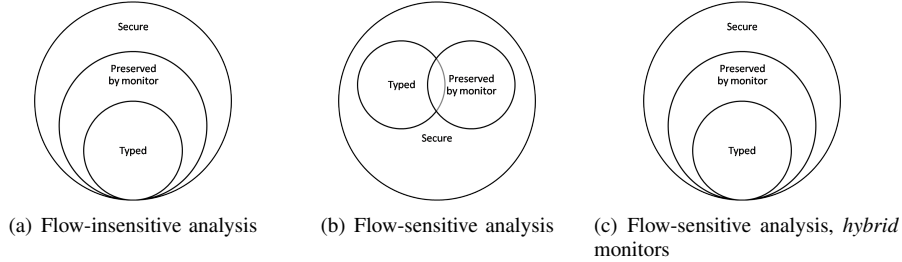 Secure
Preserved
by monitor
Typed
(a) Flow-insensitive analysis
Typed
Preserved
by monitor
Secure
(b) Flow-sensitive analysis
Secure
Preserved
by monitor
Typed
(c) Flow-sensitive analysis, hybrid
monitors